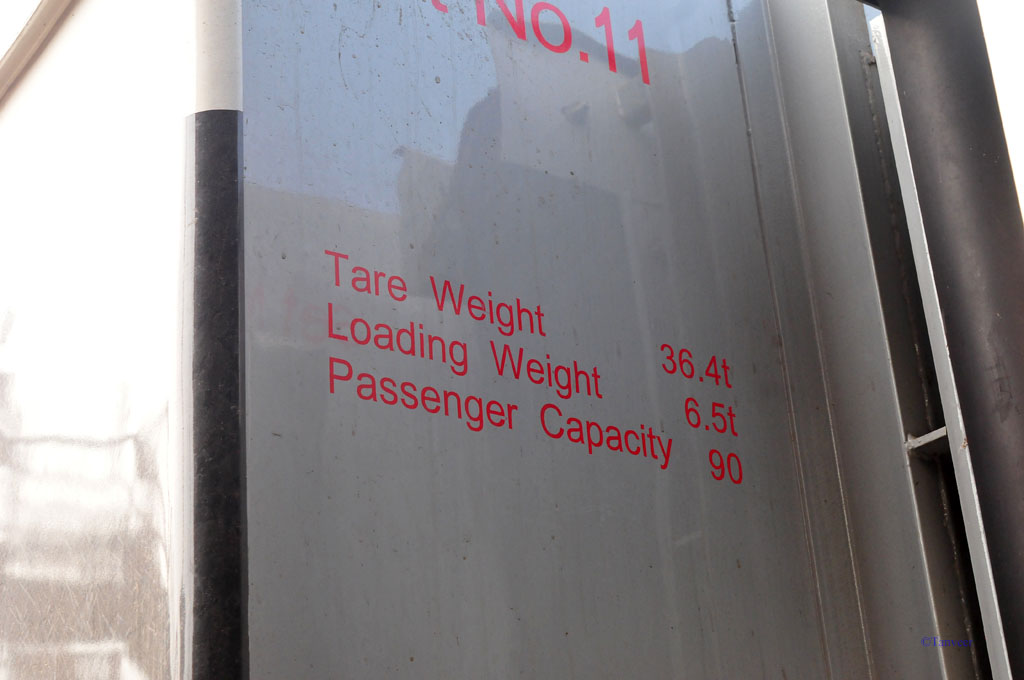 No.11
Tare Weight 36.4t
Loading Weight 6.5t
Passenger Capacity 90